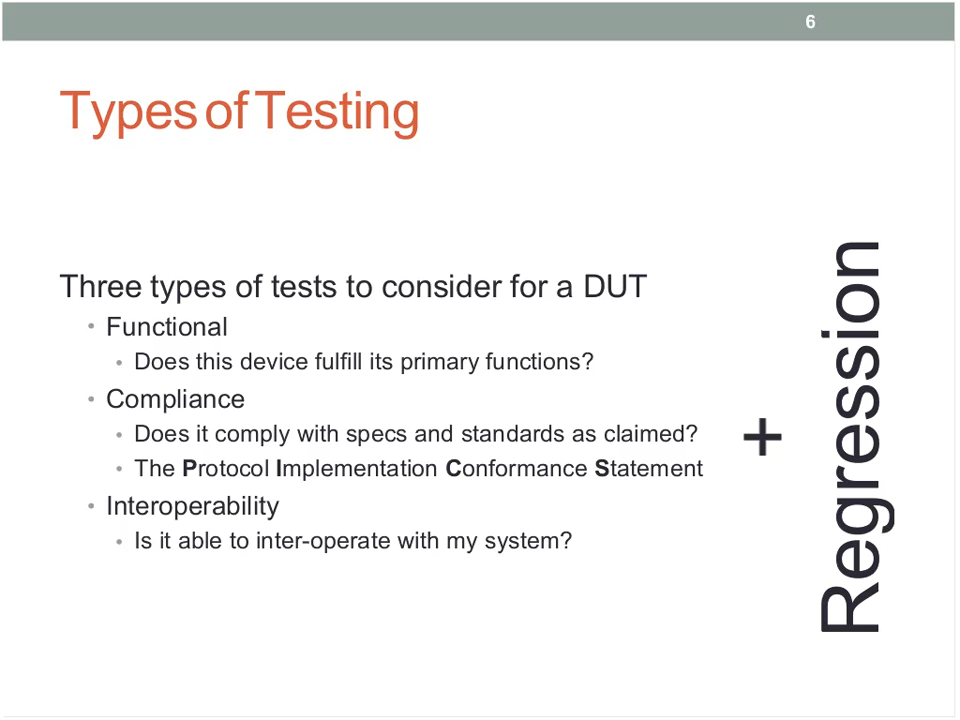 6
Types of Testing
Three types of tests to consider for a DUT
• Functional
• Does this device fulfill its primary functions?
• Compliance
• Does it comply with specs and standards as claimed?
• The Protocol Implementation Conformance Statement
• Interoperability
• Is it able to inter-operate with my system?
+
Regression